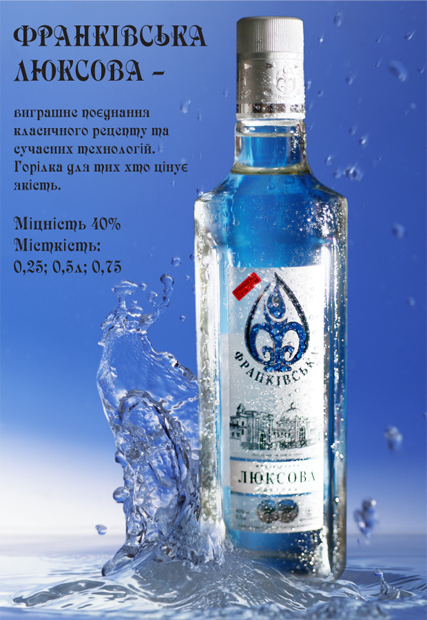 ФРАНКІВСЬКА
ЛЮКСОВА –
виграшне поєднання
класичного рецепту та
сучасних технологій.
Горілка для тих хто цінує
якість.
Міцність 40%
Місткість:
0,25; 0,5л; 0,75
ФРАНКІВСЬКА
ЛЮКСОВА